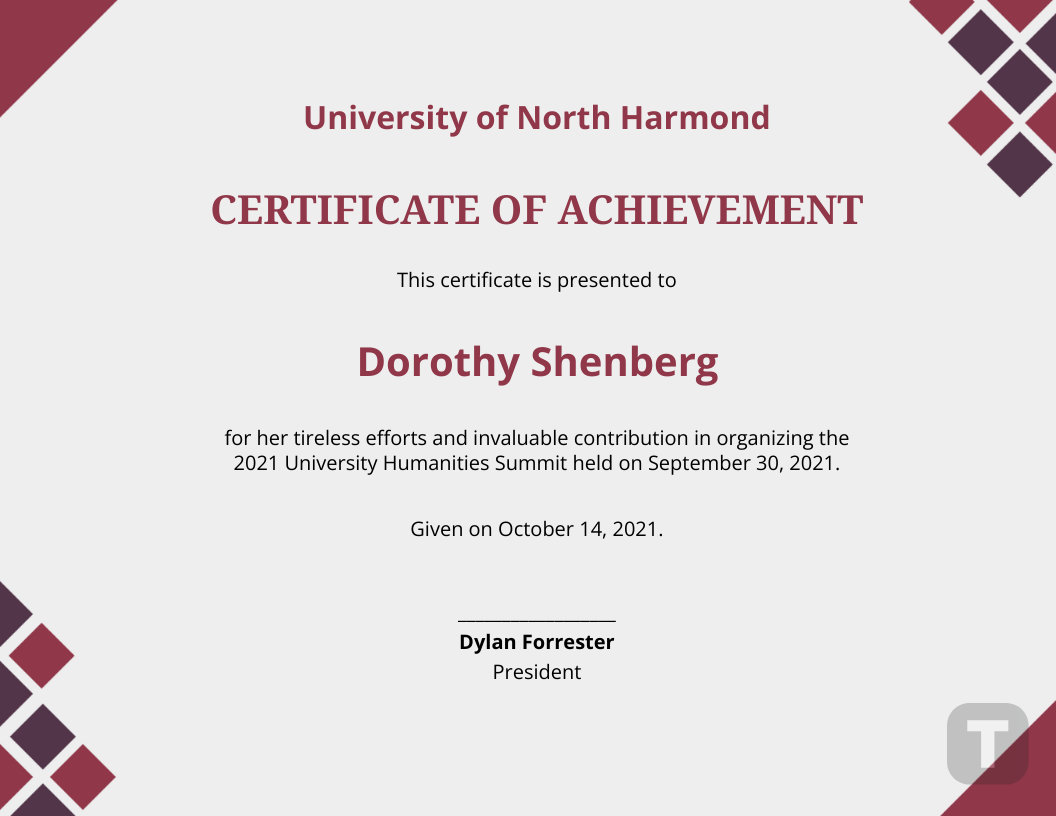 University of North Harmond
CERTIFICATE OF ACHIEVEMENT
This certificate is presented to
Dorothy Shenberg
for her tireless efforts and invaluable contribution in organizing the
2021 University Humanities Summit held on September 30, 2021.
Given on October 14, 2021.
Dylan Forrester
President
T